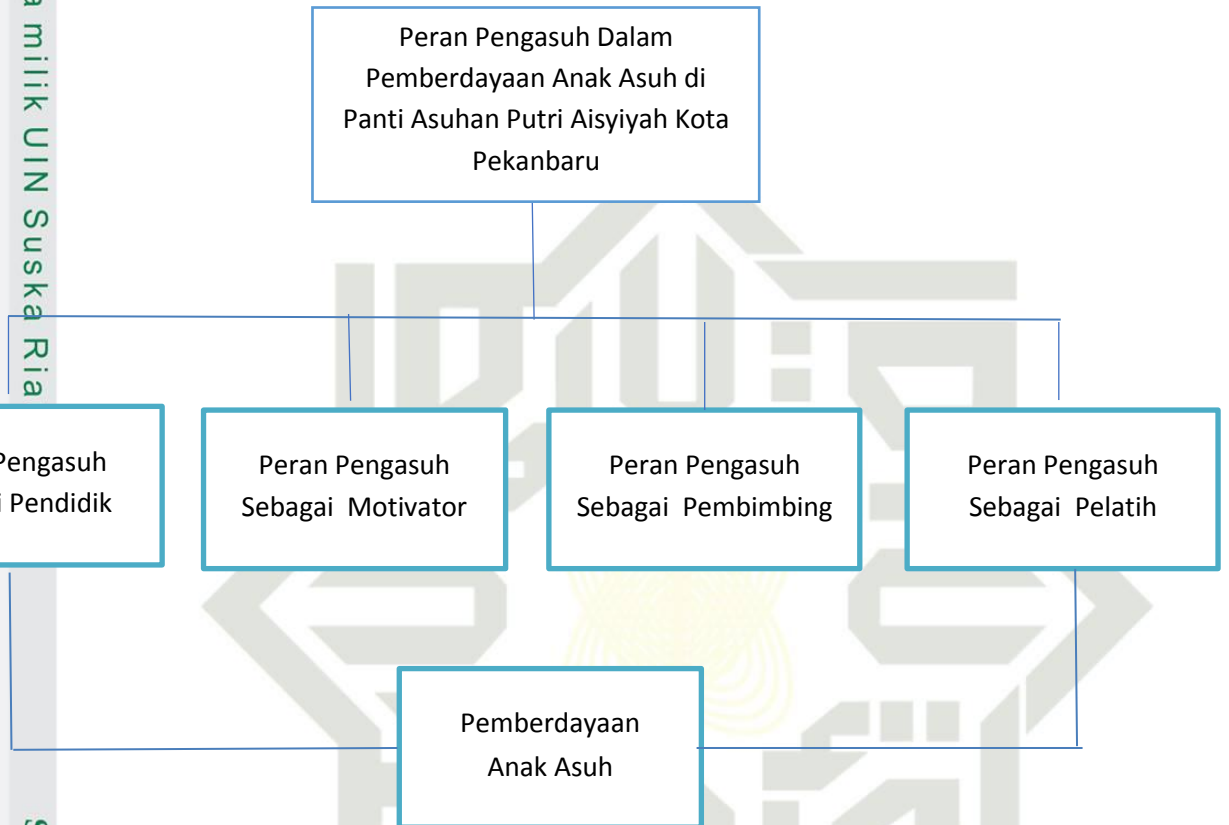 a milik UIN Suska Ria
Peran Pengasuh Dalam
Pemberdayaan Anak Asuh di
Panti Asuhan Putri Aisyiyah Kota
Pekanbaru
Pengasuh
i Pendidik
Peran Pengasuh
Sebagai Motivator
Peran Pengasuh
Sebagai Pembimbing
Peran Pengasuh
Sebagai Pelatih
Pemberdayaan
Anak Asuh